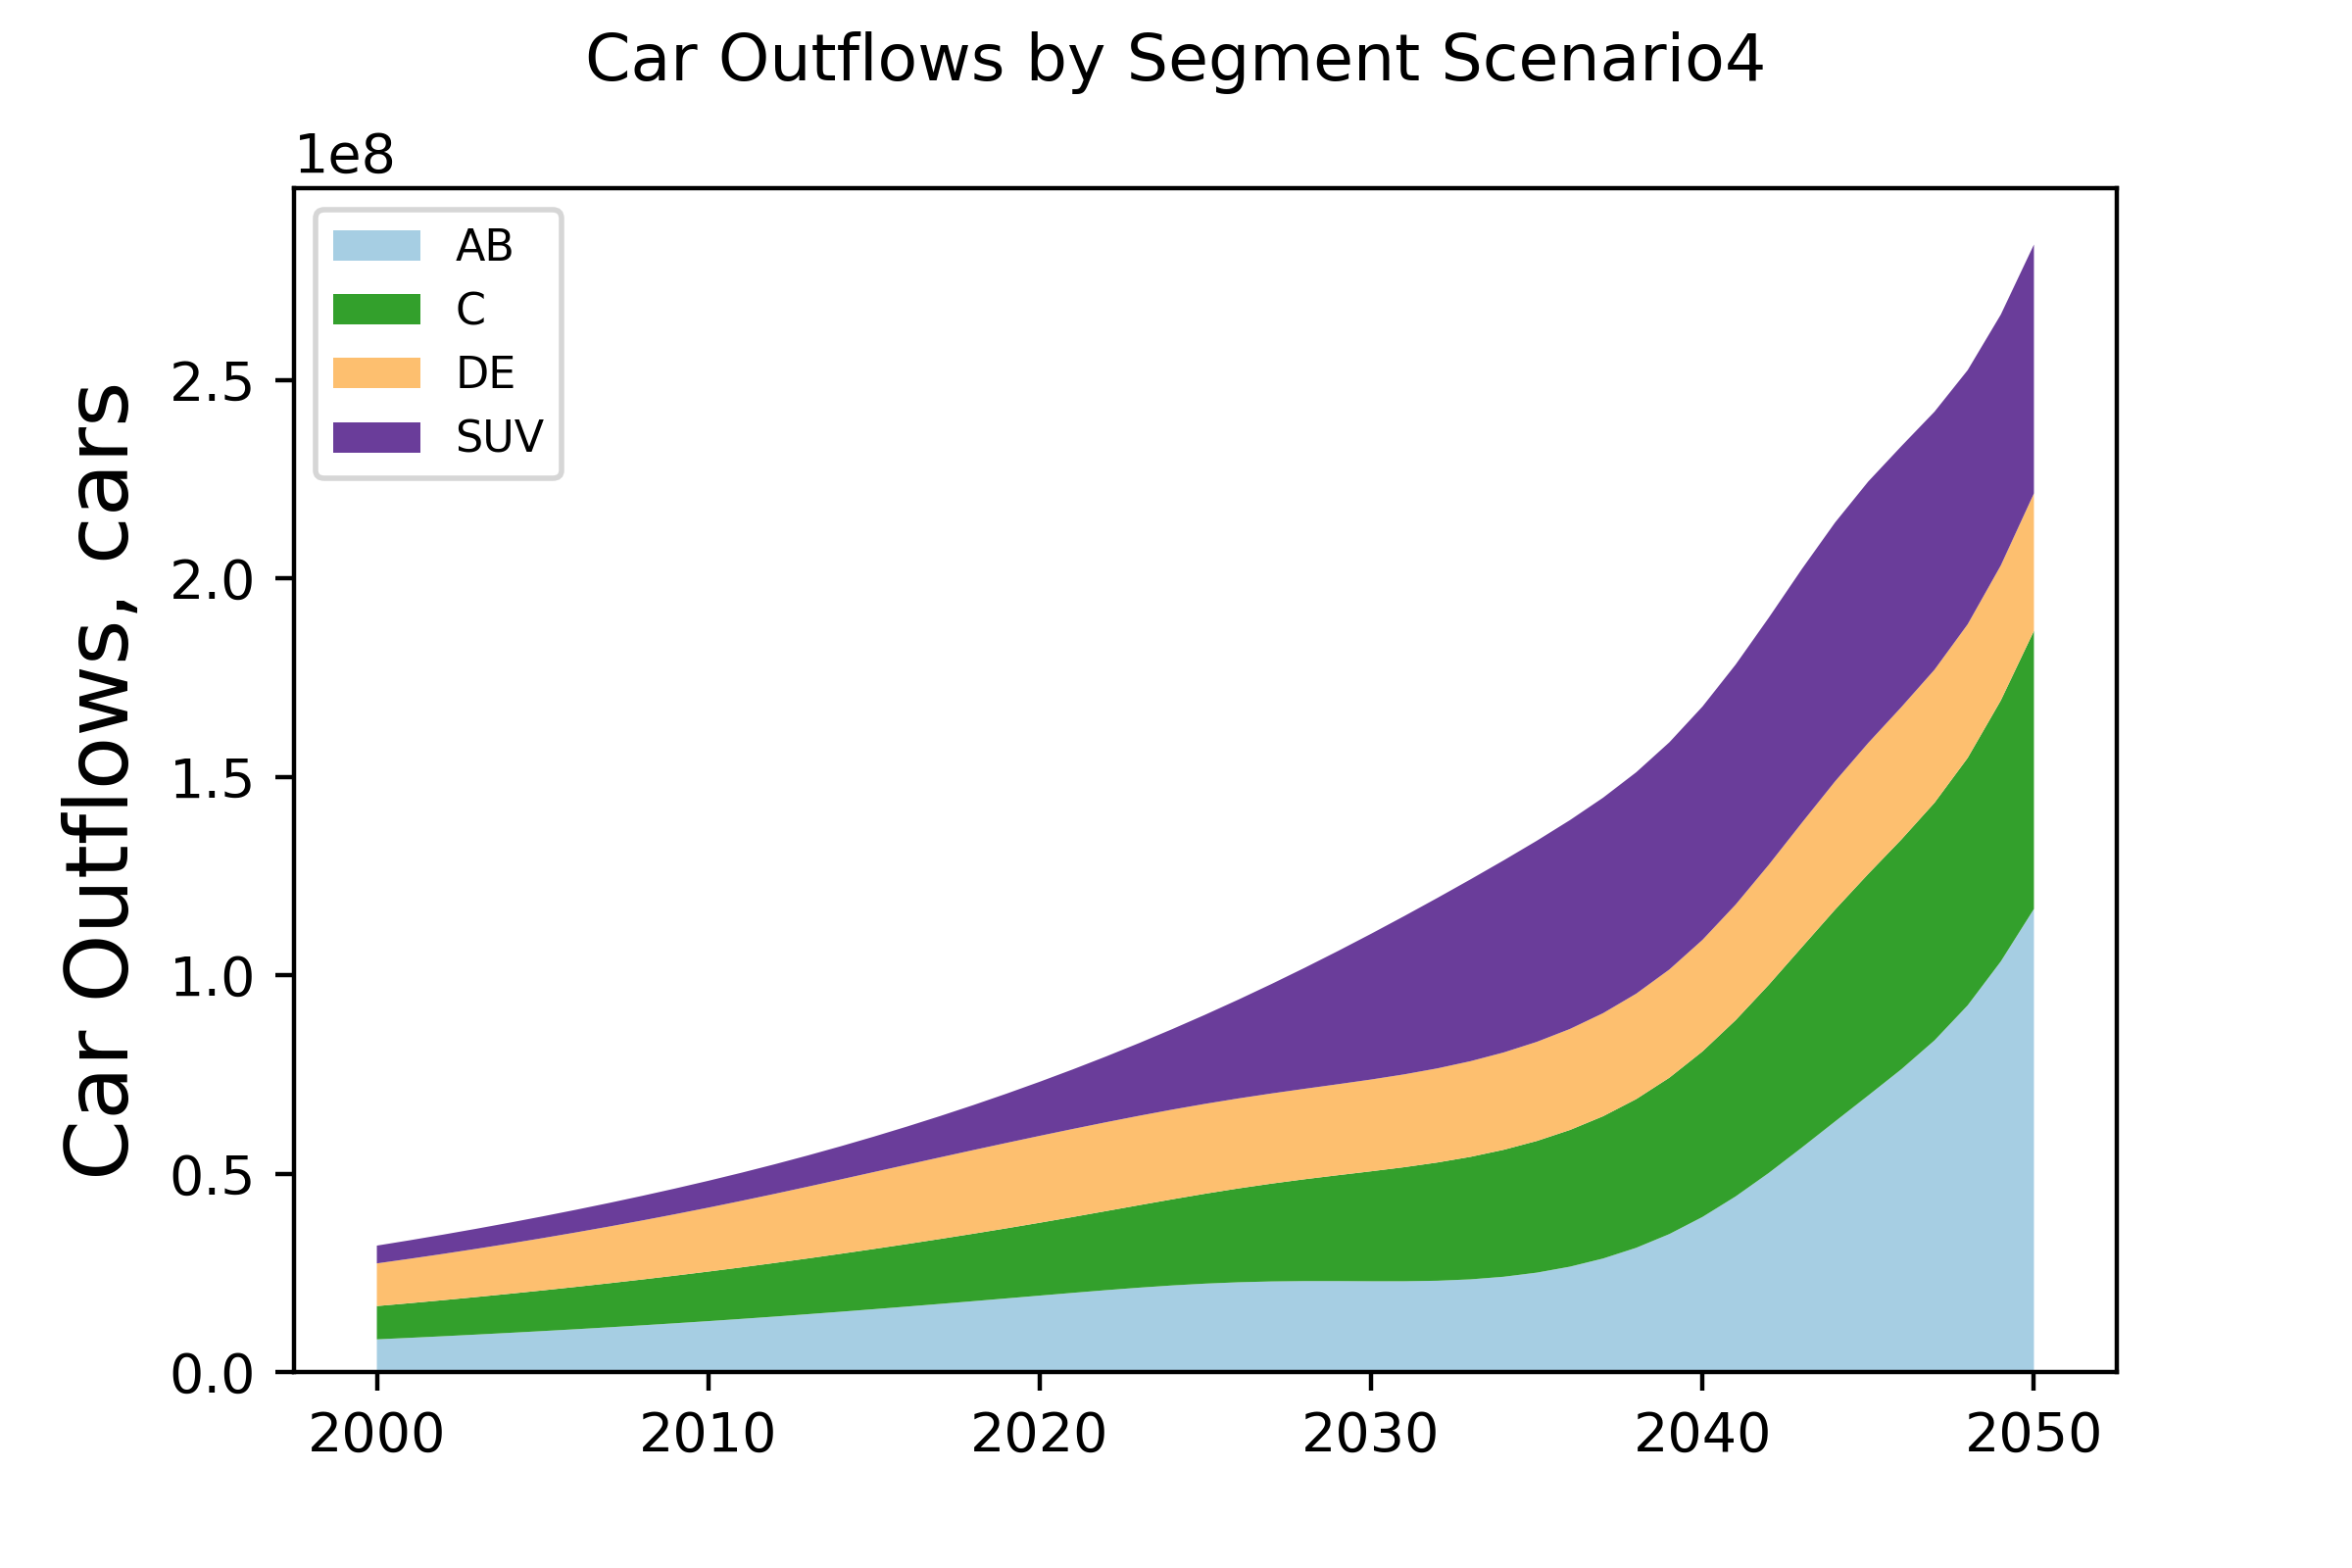 Car Outflows by Segment Scenario4
1e8
AB
C
DE
SUV
2.5
2.0
1.5
1.0
0.5
0.0
Car Outflows, cars
2000 2010 2020 2030 2040 2050